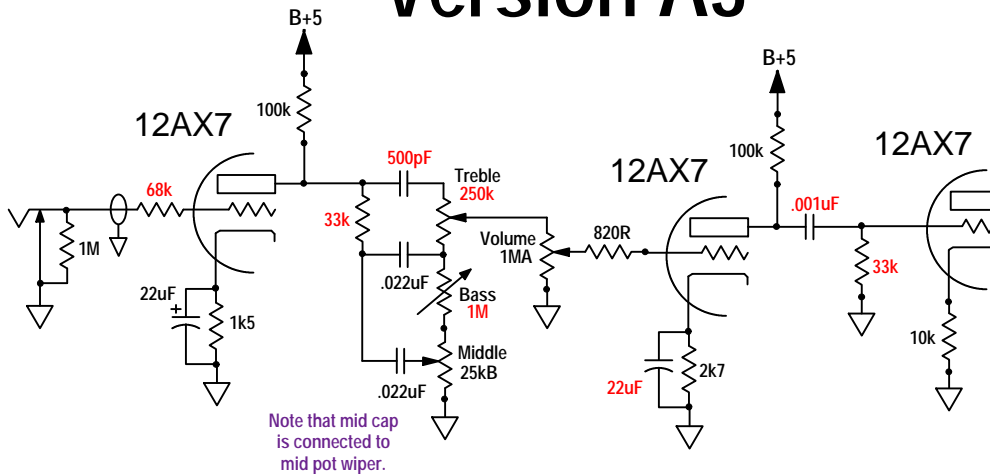 Version A5
B+5
B+5
100k
100k
12AX7
12AX7
12AX7
500pF
Treble
250k
68k
33k
.001uF
Volume
1MA
820R
1M
33k
.022uF
Bass
1M
22uF
+
1k5
10k
Middle
25kB
2k7
.022uF
22uF
Note that mid cap
is connected to
mid pot wiper.